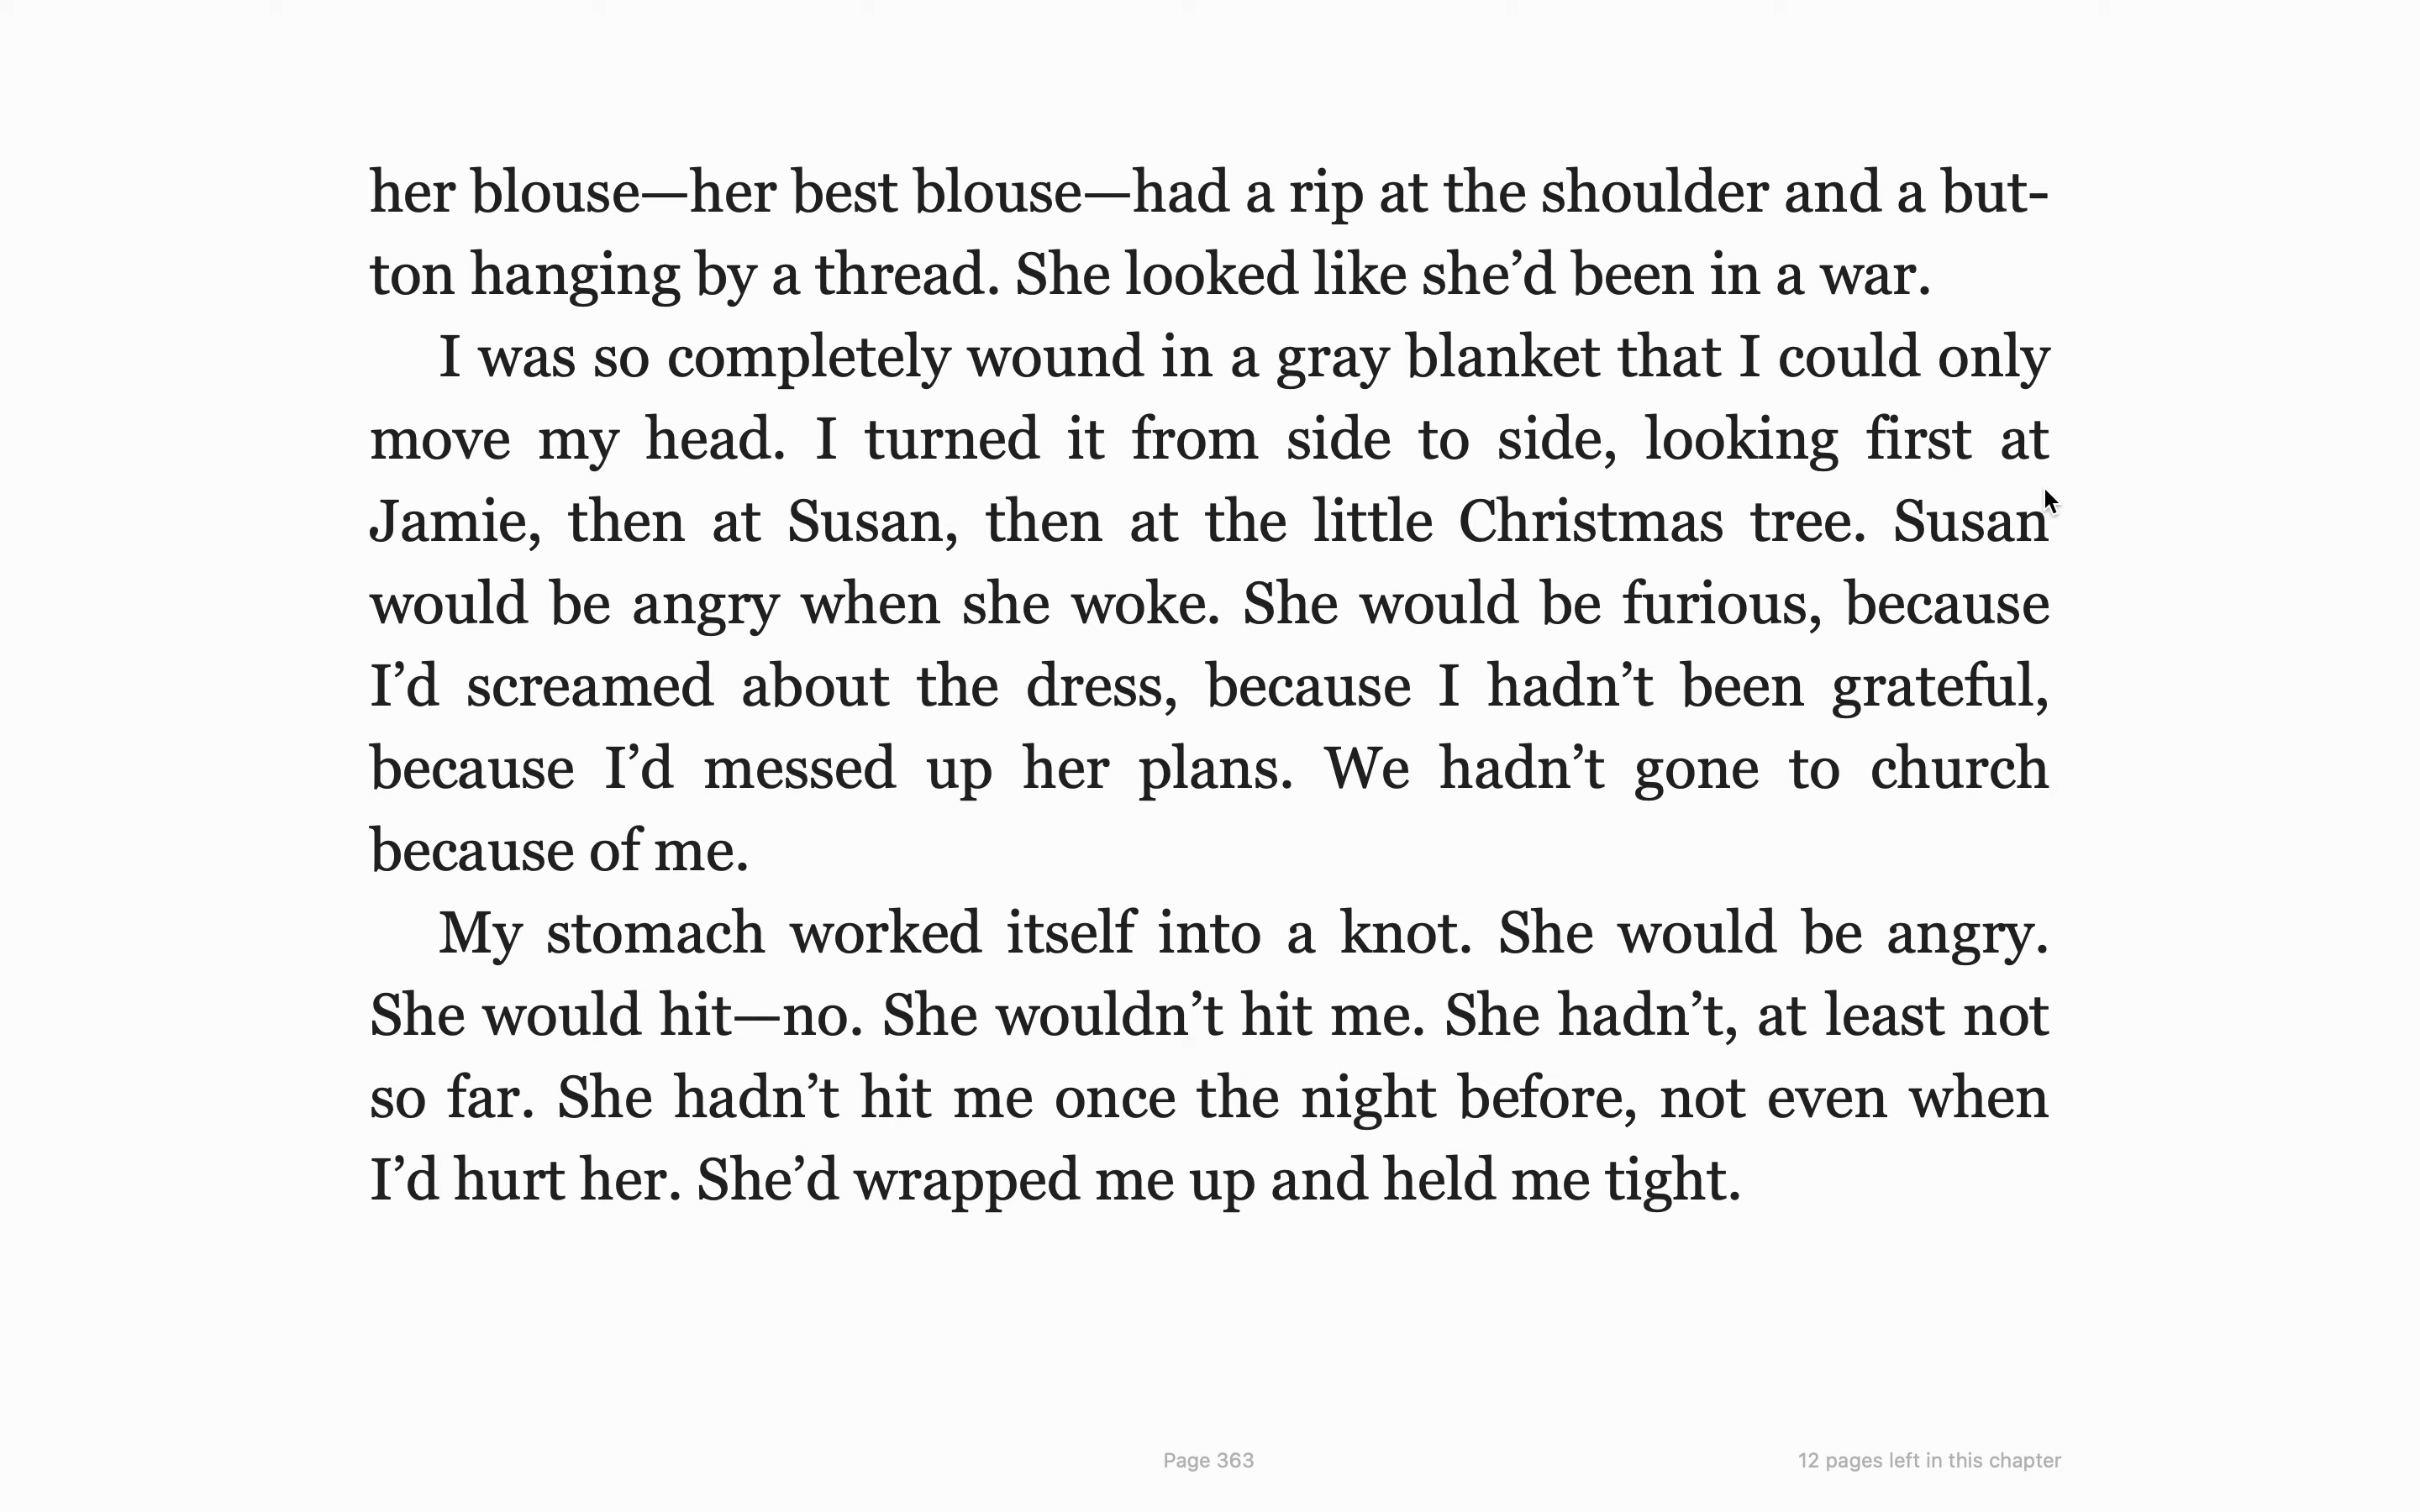 her blouse—her best blouse—had a rip at the shoulder and a but-
ton hanging by a thread. She looked like she’d been in a war.
I was so completely wound in a gray blanket that I could only
move my head. I turned it from side to side, looking first at
Jamie, then at Susan, then at the little Christmas tree. Susan
would be angry when she woke. She would be furious, because
I’d screamed about the dress, because I hadn’t been grateful,
because I’d messed up her plans. We hadn’t gone to church
because of me.
My stomach worked itself into a knot. She would be angry.
She would hit—no. She wouldn’t hit me. She hadn’t, at least not
so far. She hadn’t hit me once the night before, not even when
I’d hurt her. She’d wrapped me up and held me tight.
Page 363
12 pages left in this chapter